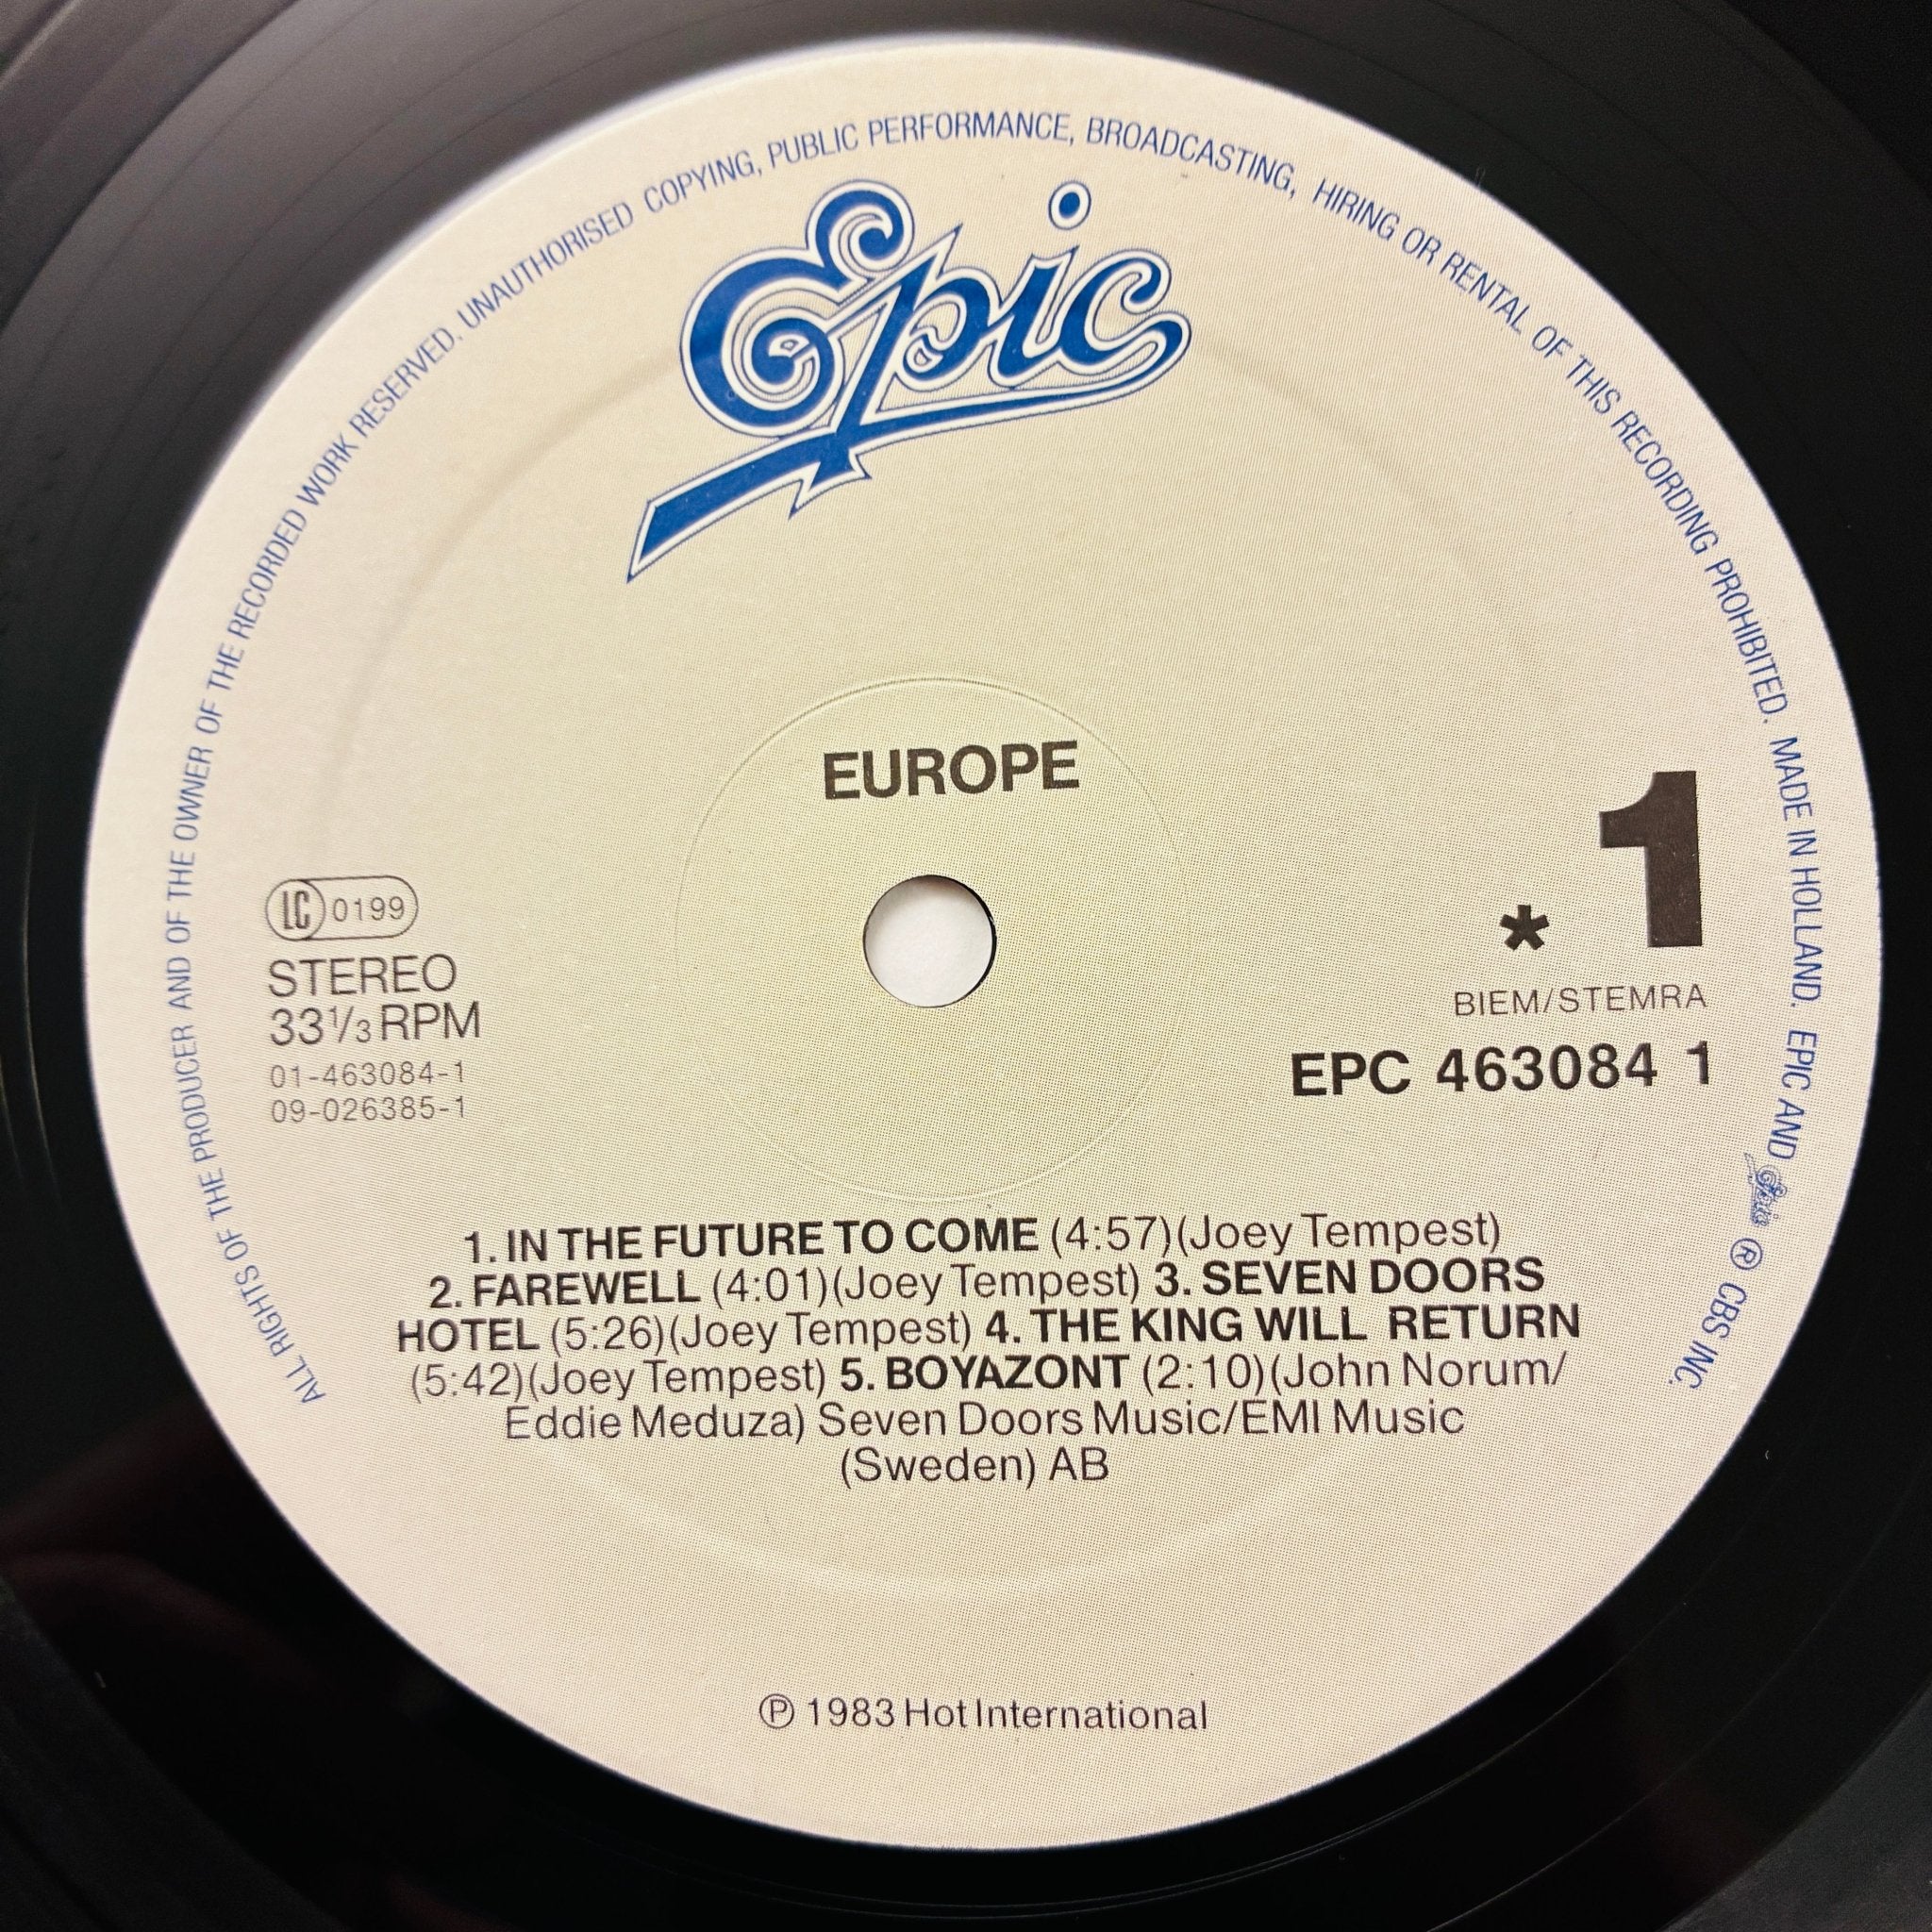 ALL RIGHTS OF THE PRODUCER AND OF THE OWNER OF THE RECORDED WORK RESERVED. UNAUTHORISED COPYING, PUBLIC PERFORMANCE, BROADCASTING, HIRING OR RENTAL OF THIS RECORDING PROHIBITED. MADE IN HOLLAND. EPIC AND Epic ® CBS INC.
Epic
EUROPE
1
*
LC 0199
STEREO
33⅓ RPM
01-463084-1
09-026385-1
BIEM/STEMRA
EPC 463084 1
1. IN THE FUTURE TO COME (4:57)(Joey Tempest)
2. FAREWELL (4:01)(Joey Tempest) 3. SEVEN DOORS
HOTEL (5:26)(Joey Tempest) 4. THE KING WILL RETURN
(5:42)(Joey Tempest) 5. BOYAZONT (2:10)(John Norum/
Eddie Meduza) Seven Doors Music/EMI Music
(Sweden) AB
℗ 1983 Hot International